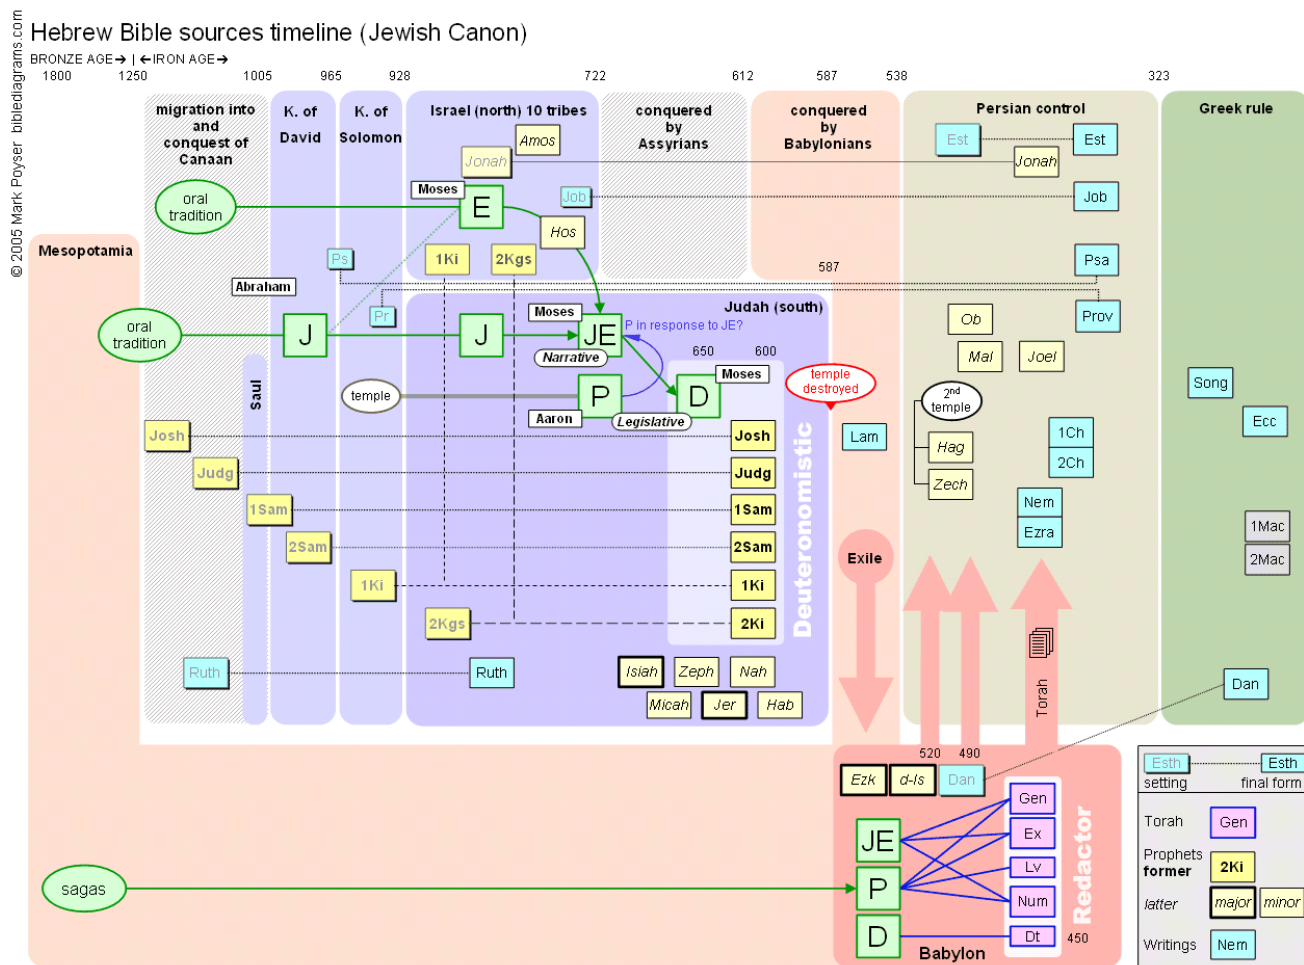 © 2005 Mark Poyser biblediagrams.com
Hebrew Bible sources timeline (Jewish Canon)
BRONZE AGE→ | ←IRON AGE→
1800
1250
1005
965
928
722
612
587
538
323
migration into
and
conquest of
Canaan
K. of
David
K. of
Solomon
Israel (north) 10 tribes
conquered
by
Assyrians
conquered
by
Babylonians
Persian control
Greek rule
Amos
Jonah
Est
Est
Jonah
Moses
oral
tradition
E
Job
Job
Hos
Mesopotamia
Ps
1Ki
2Kgs
Psa
587
Abraham
Pr
Judah (south)
Moses
Ob
Prov
oral
tradition
J
J
JE
P in response to JE?
Narrative
650
600
Mal
Joel
Saul
temple
P
D
Moses
temple
destroyed
2nd
temple
Song
Aaron
Legislative
Ecc
Josh
Josh
Lam
1Ch
Hag
2Ch
Judg
Judg
Zech
1Sam
1Sam
Nem
Ezra
1Mac
2Mac
2Sam
2Sam
Exile
1Ki
1Ki
2Kgs
2Ki
Deuteronomistic
Ruth
Ruth
Isiah
Zeph
Nah
Micah
Jer
Hab
Torah
Dan
520
490
Ezk
d-Is
Dan
Gen
JE
Ex
Lv
sagas
P
Num
D
Dt
450
Redactor
Babylon
Esth
Esth
setting
final form
Torah
Gen
Prophets
former
2Ki
latter
major
minor
Writings
Nem